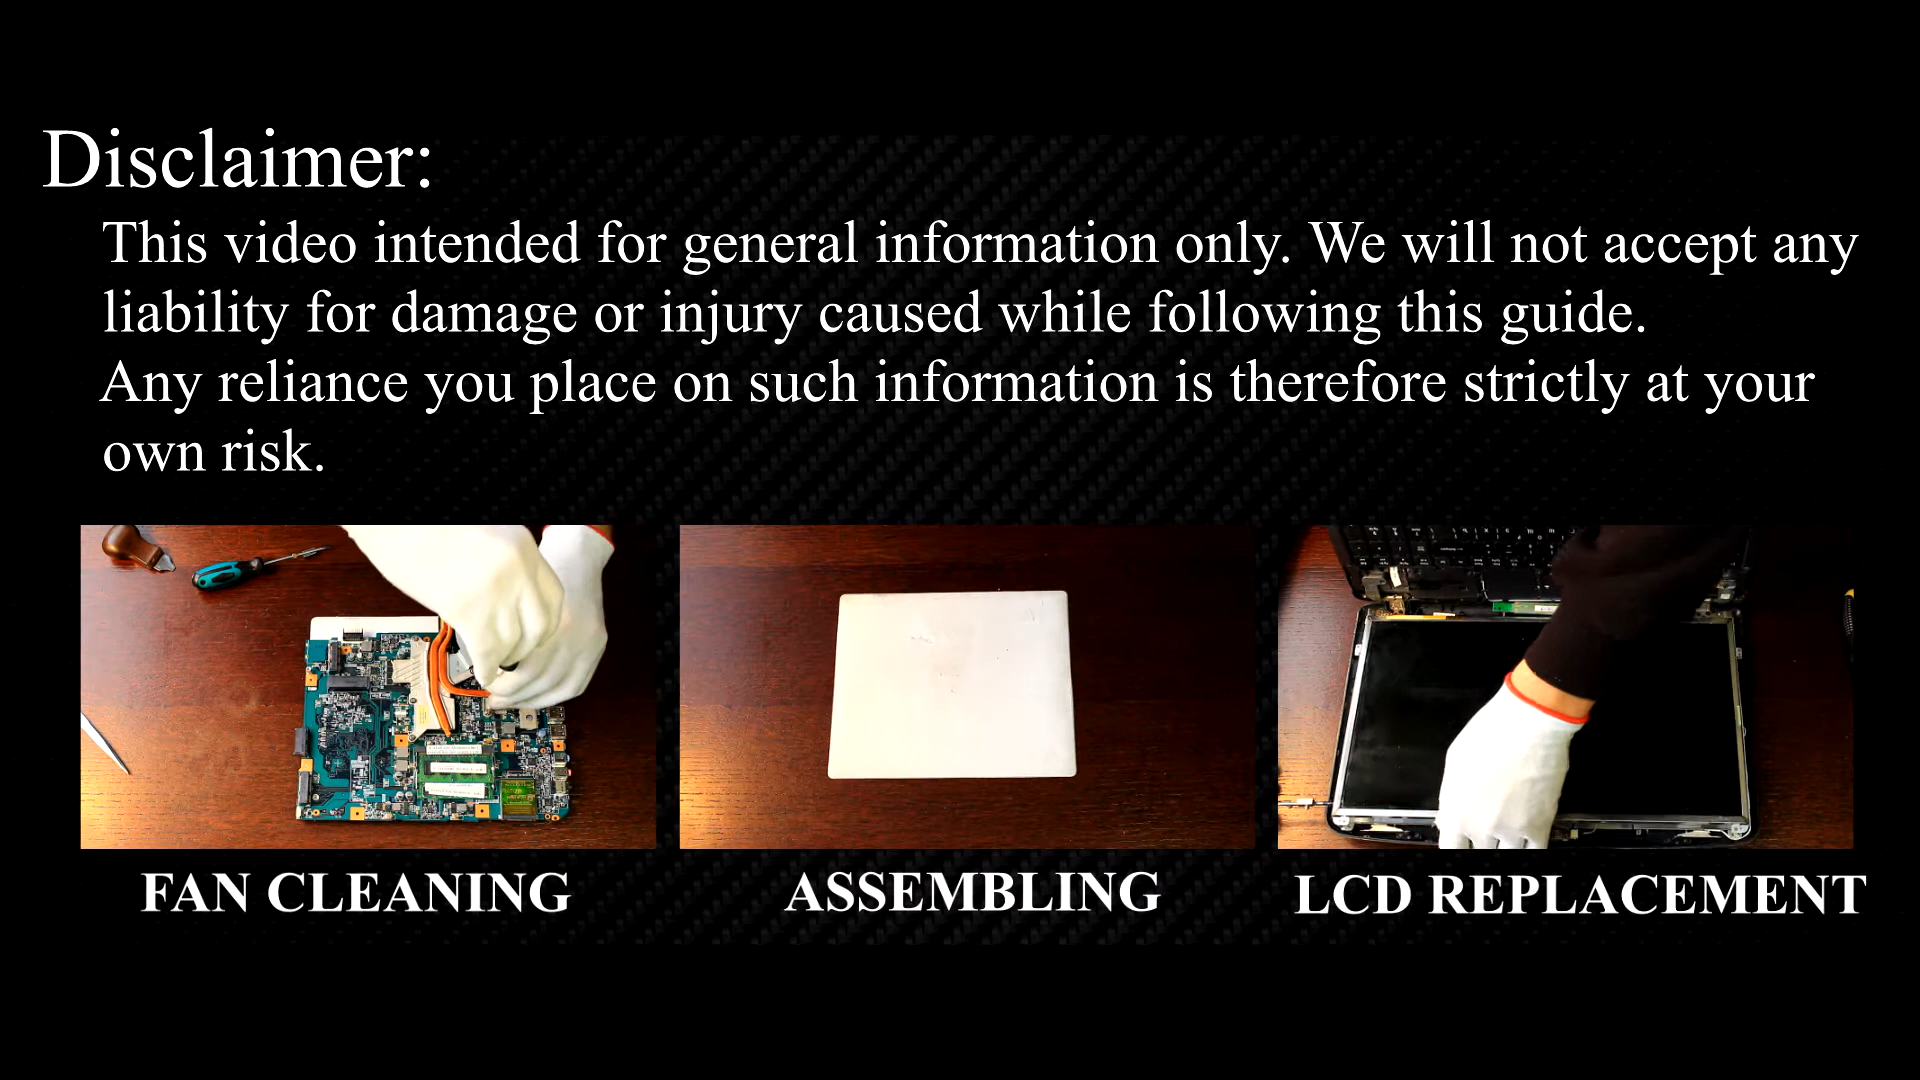 Disclaimer:
This video intended for general information only. We will not accept any
liability for damage or injury caused while following this guide.
Any reliance you place on such information is therefore strictly at your
own risk.
FAN CLEANING
ASSEMBLING
LCD REPLACEMENT